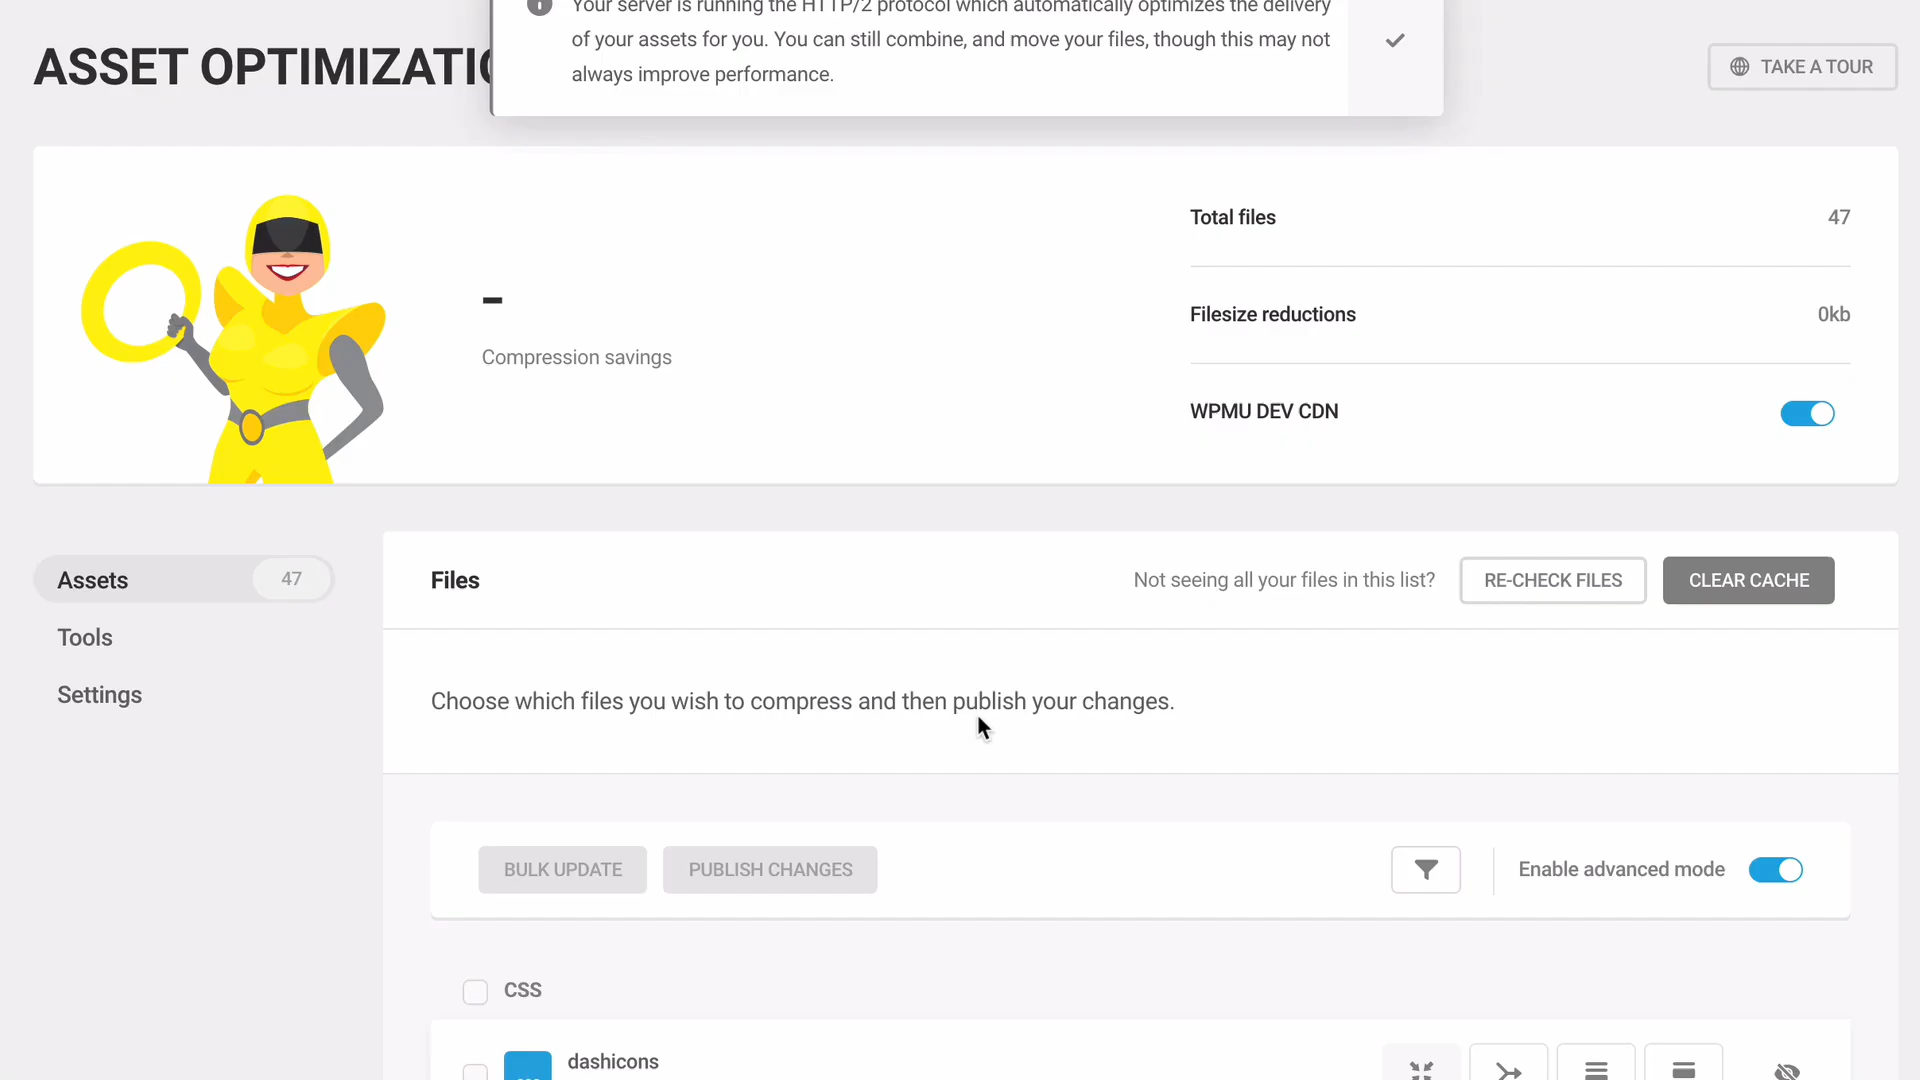 Your server is running the HTTP/2 protocol which automatically optimizes the delivery
of your assets for you. You can still combine, and move your files, though this may not
always improve performance.
ASSET OPTIMIZATIO
TAKE A TOUR
Total files 47
Filesize reductions 0kb
WPMU DEV CDN
-
Compression savings
Assets 47
Tools
Settings
Files
Not seeing all your files in this list?
RE-CHECK FILES
CLEAR CACHE
Choose which files you wish to compress and then publish your changes.
BULK UPDATE
PUBLISH CHANGES
Enable advanced mode
CSS
dashicons